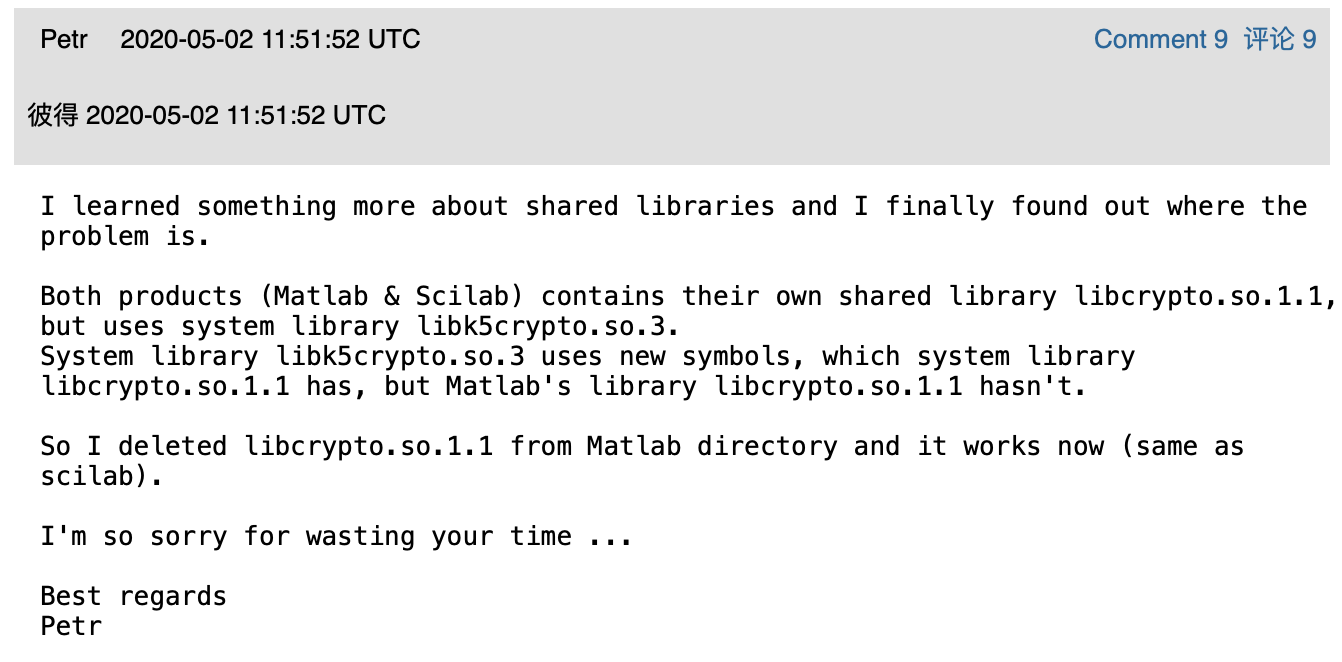 Petr 2020-05-02 11:51:52 UTC Comment 9 评论 9
彼得 2020-05-02 11:51:52 UTC
I learned something more about shared libraries and I finally found out where the
problem is.
Both products (Matlab & Scilab) contains their own shared library libcrypto.so.1.1,
but uses system library libk5crypto.so.3.
System library libk5crypto.so.3 uses new symbols, which system library
libcrypto.so.1.1 has, but Matlab's library libcrypto.so.1.1 hasn't.
So I deleted libcrypto.so.1.1 from Matlab directory and it works now (same as
scilab).
I'm so sorry for wasting your time ...
Best regards
Petr